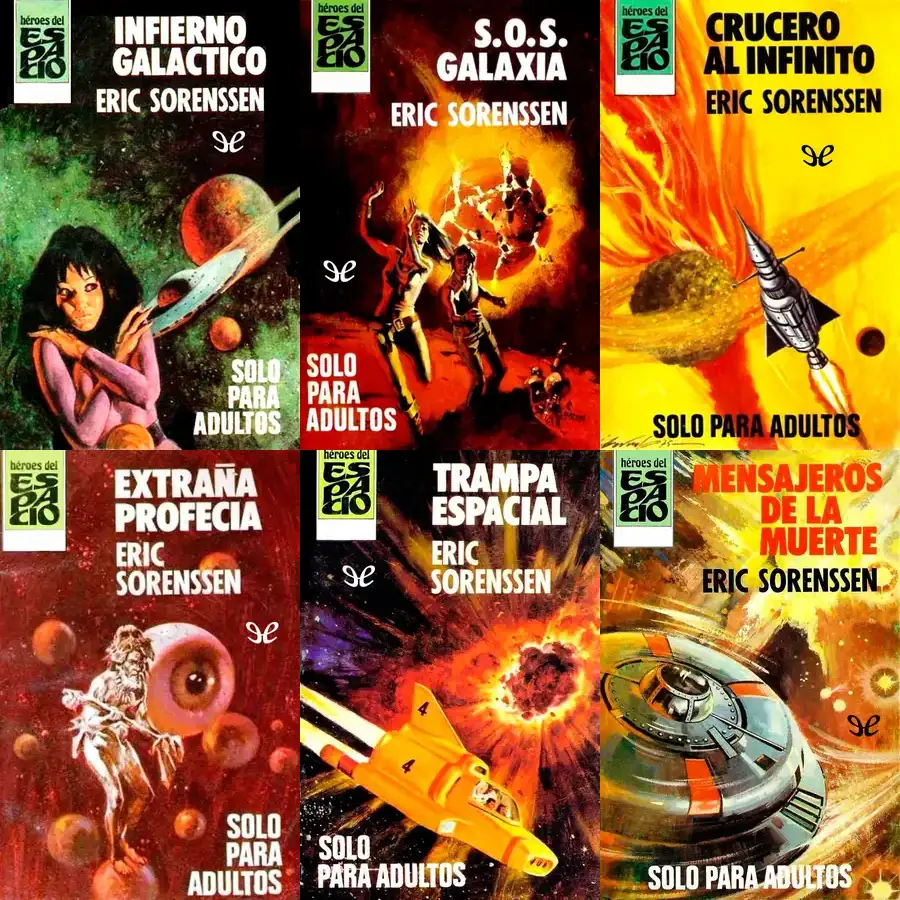 héroes del
ESPACIO
INFIERNO
GALACTICO
ERIC SORENSSEN
SOLO
PARA
ADULTOS
héroes del
ESPACIO
S.O.S.
GALAXIA
ERIC SORENSSEN
SOLO
PARA
ADULTOS
héroes del
ESPACIO
CRUCERO
AL INFINITO
ERIC SORENSSEN
SOLO PARA ADULTOS
héroes del
ESPACIO
EXTRAÑA
PROFECIA
ERIC
SORENSSEN
SOLO
PARA
ADULTOS
héroes del
ESPACIO
TRAMPA
ESPACIAL
ERIC
SORENSSEN
4
4
SOLO
PARA ADULTOS
héroes del
ESPACIO
MENSAJEROS
DE LA
MUERTE
ERIC SORENSSEN
SOLO PARA ADULTOS